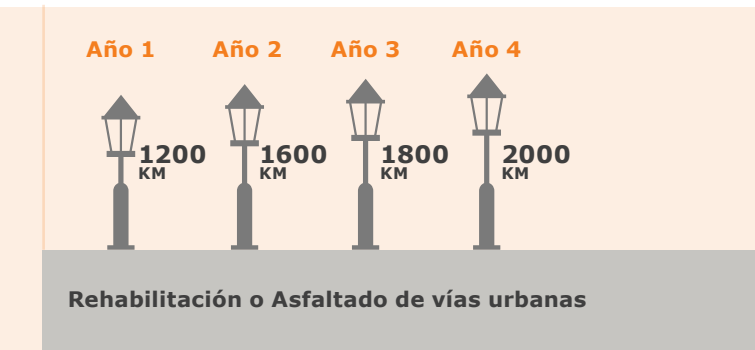 Año 1 Año 2 Año 3 Año 4
1200 1600 1800 2000
KM KM KM KM
Rehabilitación o Asfaltado de vías urbanas